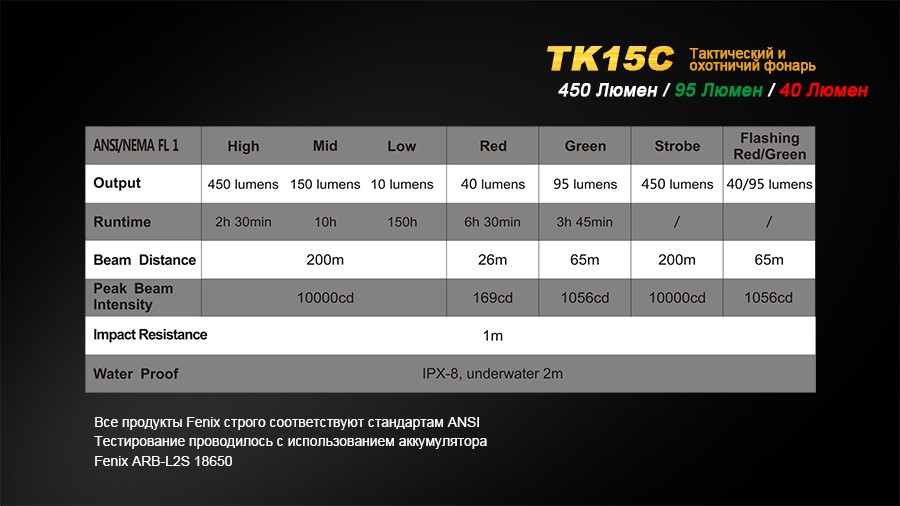 TK15C
Тактический и
охотничий фонарь
450 Люмен / 95 Люмен / 40 Люмен
ANSI/NEMA FL 1 High Mid Low Red Green Strobe Flashing Red/Green
Output 450 lumens 150 lumens 10 lumens 40 lumens 95 lumens 450 lumens 40/95 lumens
Runtime 2h 30min 10h 150h 6h 30min 3h 45min / /
Beam Distance 200m 26m 65m 200m 65m
Peak Beam Intensity 10000cd 169cd 1056cd 10000cd 1056cd
Impact Resistance 1m
Water Proof IPX-8, underwater 2m
Все продукты Fenix строго соответствуют стандартам ANSI
Тестирование проводилось с использованием аккумулятора
Fenix ARB-L2S 18650